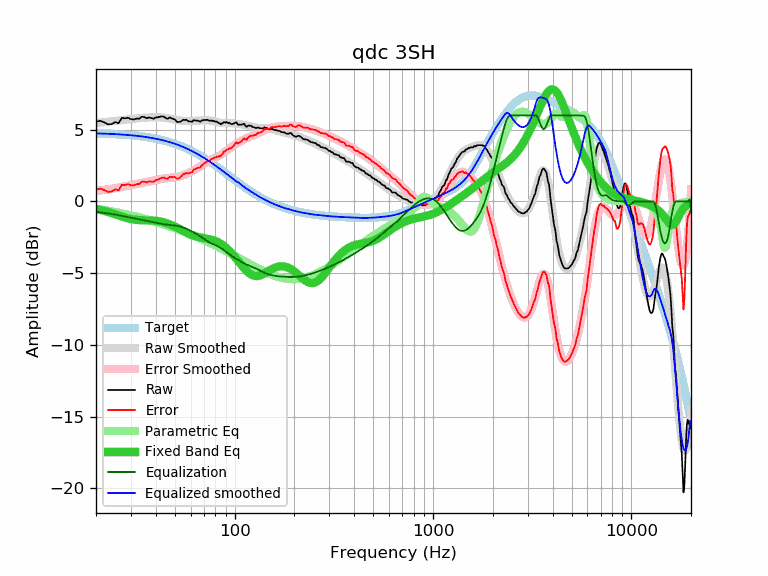 qdc 3SH
Amplitude (dBr)
5
0
−5
−10
−15
−20
Target
Raw Smoothed
Error Smoothed
Raw
Error
Parametric Eq
Fixed Band Eq
Equalization
Equalized smoothed
100
1000
10000
Frequency (Hz)